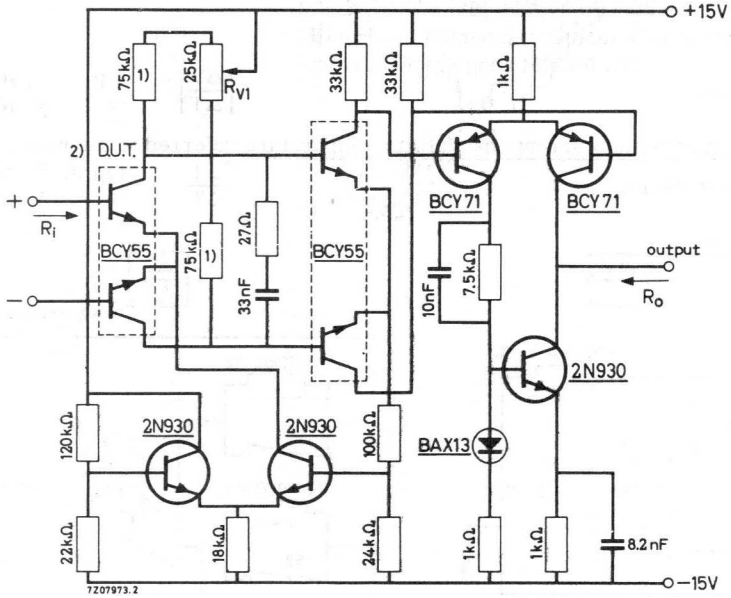 +15V
75kΩ
1)
25kΩ
RV1
33kΩ
33kΩ
1kΩ
2) D.U.T.
+
Ri
BCY55
75kΩ
1)
27Ω
33nF
BCY55
BCY71
BCY71
10nF
7.5kΩ
output
Ro
−
2N930
120kΩ
2N930
2N930
100kΩ
BAX13
22kΩ
18kΩ
24kΩ
1kΩ
1kΩ
8.2nF
−15V
7Z07973.2